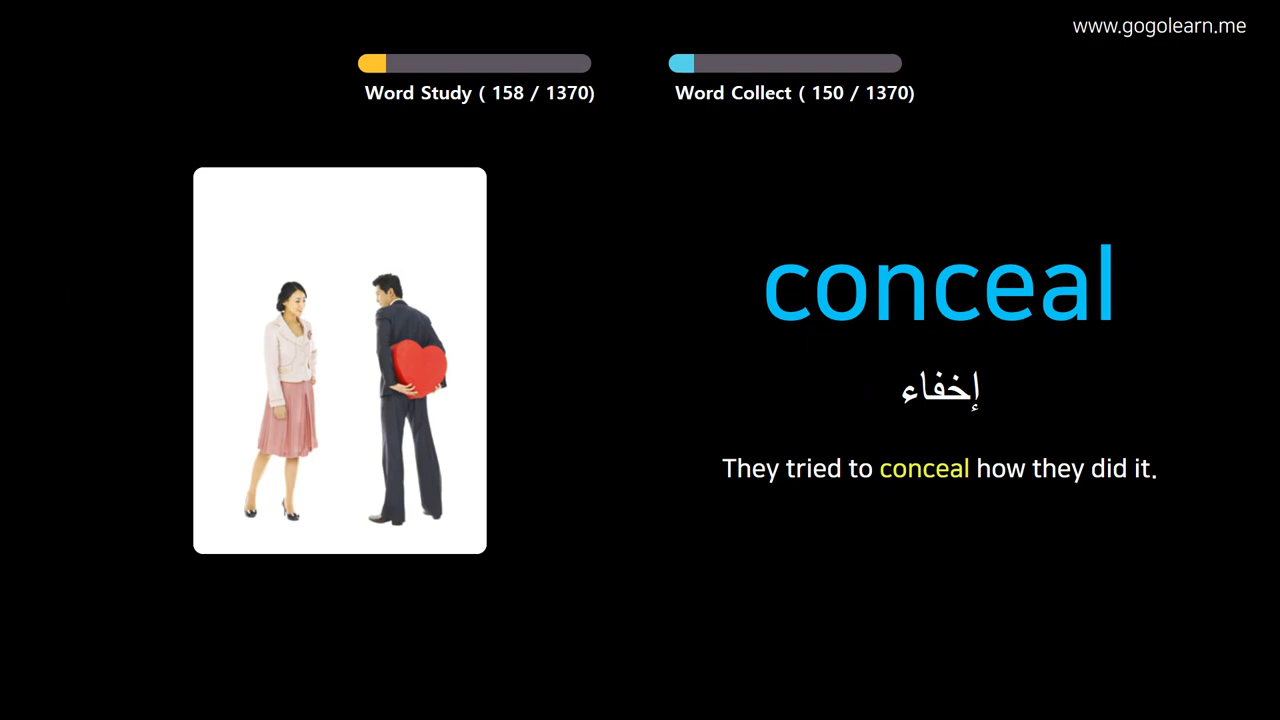 www.gogolearn.me
Word Study ( 158 / 1370)
Word Collect ( 150 / 1370)
conceal
إخفاء
They tried to conceal how they did it.